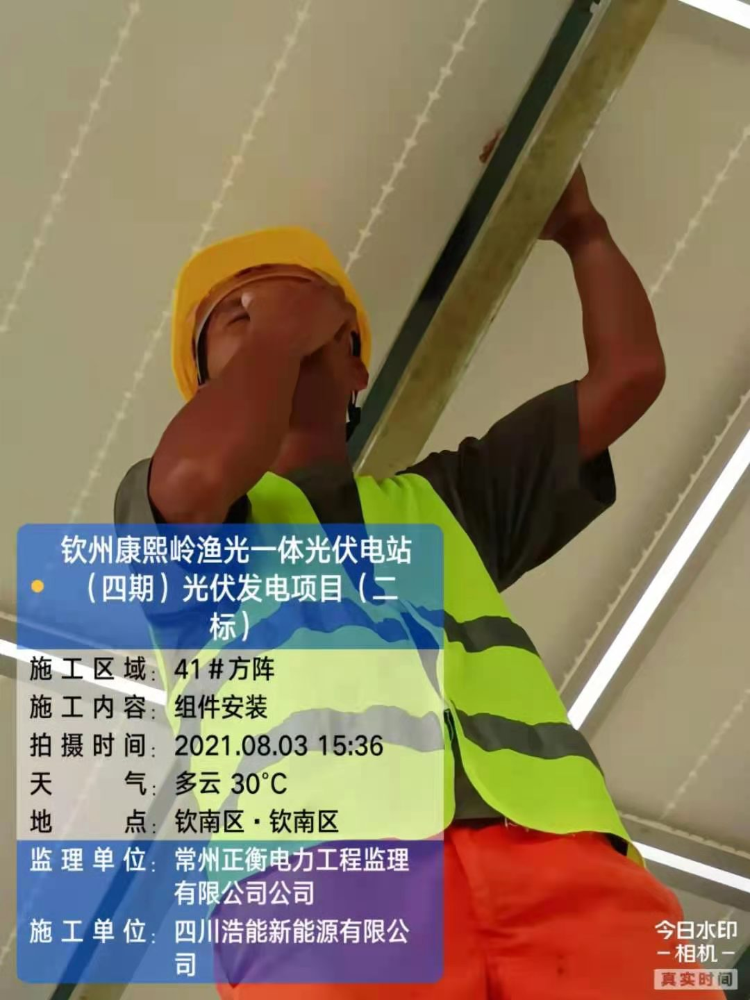 钦州康熙岭渔光一体光伏电站
（四期）光伏发电项目（二
标）
施工区域：41#方阵
施工内容：组件安装
拍摄时间：2021.08.03 15:36
天气：多云 30°C
地点：钦南区·钦南区
监理单位：常州正衡电力工程监理
有限公司公司
施工单位：四川浩能新能源有限公
司
今日水印
-相机-
真实时间